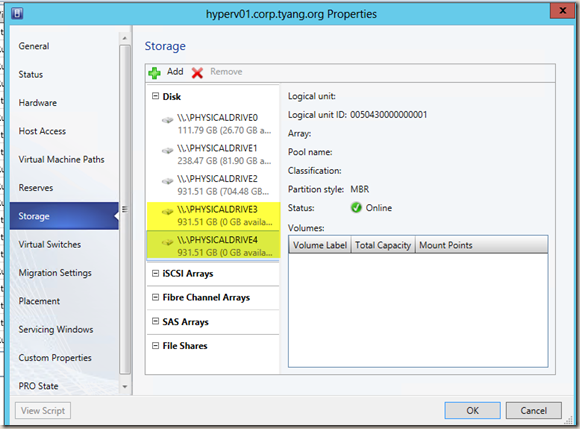 hyperv01.corp.tyang.org Properties
x
General
Status
Hardware
Host Access
Virtual Machine Paths
Reserves
Storage
Virtual Switches
Migration Settings
Placement
Servicing Windows
Custom Properties
PRO State
Storage
Add Remove
Disk
\\.\PHYSICALDRIVE0
111.79 GB (26.70 GB a...
\\.\PHYSICALDRIVE1
238.47 GB (81.90 GB a...
\\.\PHYSICALDRIVE2
931.51 GB (704.48 GB...
\\.\PHYSICALDRIVE3
931.51 GB (0 GB availa...
\\.\PHYSICALDRIVE4
931.51 GB (0 GB availa...
iSCSI Arrays
Fibre Channel Arrays
SAS Arrays
File Shares
Logical unit:
Logical unit ID: 0050430000000001
Array:
Pool name:
Classification:
Partition style: MBR
Status: Online
Volumes:
Volume Label Total Capacity Mount Points
View Script
OK
Cancel